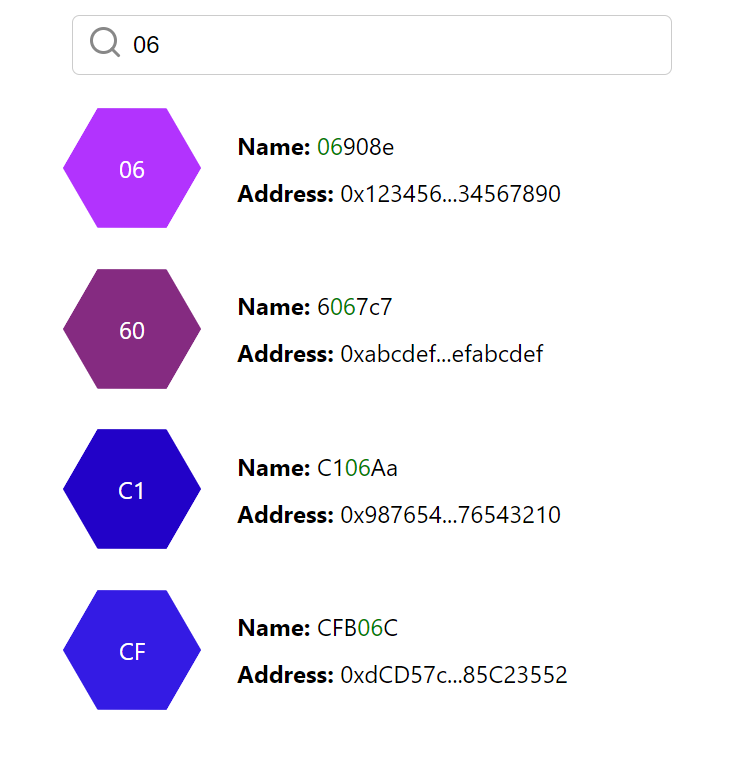 06
06
Name: 06908e
Address: 0x123456...34567890
60
Name: 6067c7
Address: 0xabcdef...efabcdef
C1
Name: C106Aa
Address: 0x987654...76543210
CF
Name: CFB06C
Address: 0xdCD57c...85C23552